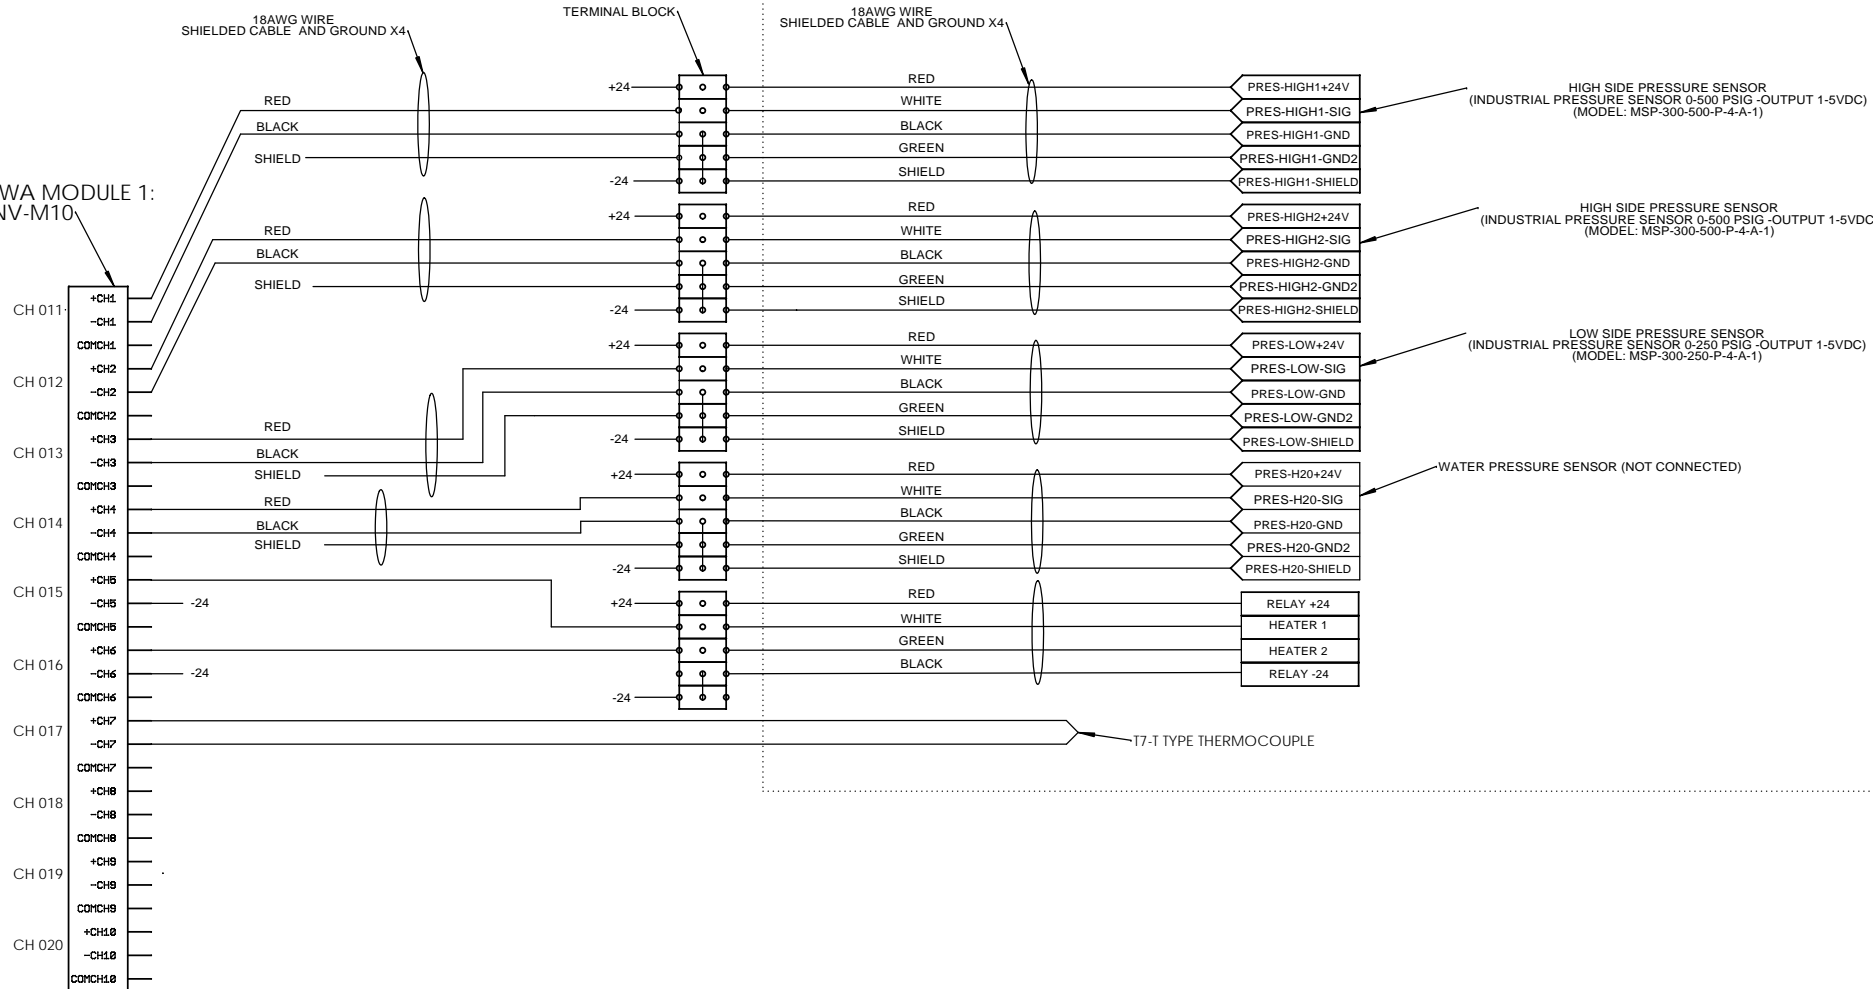 18AWG WIRE
SHIELDED CABLE AND GROUND X4
TERMINAL BLOCK
18AWG WIRE
SHIELDED CABLE AND GROUND X4
WA MODULE 1:
NV-M10
CH 011
CH 012
CH 013
CH 014
CH 015
CH 016
CH 017
CH 018
CH 019
CH 020
+CH1
-CH1
COMCH1
+CH2
-CH2
COMCH2
+CH3
-CH3
COMCH3
+CH4
-CH4
COMCH4
+CH5
-CH5
COMCH5
+CH6
-CH6
COMCH6
+CH7
-CH7
COMCH7
+CH8
-CH8
COMCH8
+CH9
-CH9
COMCH9
+CH10
-CH10
COMCH10
RED
BLACK
SHIELD
RED
BLACK
SHIELD
RED
BLACK
SHIELD
RED
BLACK
SHIELD
-24
-24
+24
-24
+24
-24
+24
-24
+24
-24
+24
-24
RED
WHITE
BLACK
GREEN
SHIELD
RED
WHITE
BLACK
GREEN
SHIELD
RED
WHITE
BLACK
GREEN
SHIELD
RED
WHITE
BLACK
GREEN
SHIELD
RED
WHITE
GREEN
BLACK
PRES-HIGH1+24V
PRES-HIGH1-SIG
PRES-HIGH1-GND
PRES-HIGH1-GND2
PRES-HIGH1-SHIELD
PRES-HIGH2+24V
PRES-HIGH2-SIG
PRES-HIGH2-GND
PRES-HIGH2-GND2
PRES-HIGH2-SHIELD
PRES-LOW+24V
PRES-LOW-SIG
PRES-LOW-GND
PRES-LOW-GND2
PRES-LOW-SHIELD
PRES-H20+24V
PRES-H20-SIG
PRES-H20-GND
PRES-H20-GND2
PRES-H20-SHIELD
RELAY +24
HEATER 1
HEATER 2
RELAY -24
HIGH SIDE PRESSURE SENSOR
(INDUSTRIAL PRESSURE SENSOR 0-500 PSIG -OUTPUT 1-5VDC)
(MODEL: MSP-300-500-P-4-A-1)
HIGH SIDE PRESSURE SENSOR
(INDUSTRIAL PRESSURE SENSOR 0-500 PSIG -OUTPUT 1-5VDC
(MODEL: MSP-300-500-P-4-A-1)
LOW SIDE PRESSURE SENSOR
(INDUSTRIAL PRESSURE SENSOR 0-250 PSIG -OUTPUT 1-5VDC)
(MODEL: MSP-300-250-P-4-A-1)
WATER PRESSURE SENSOR (NOT CONNECTED)
T7-T TYPE THERMOCOUPLE